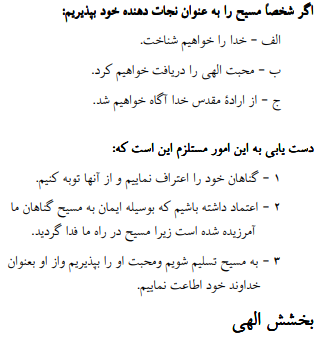 اگر شخصاً مسیح را به عنوان نجات دهنده خود بپذیریم:
الف – خدا را خواهیم شناخت.
ب – محبت الهی را دریافت خواهیم کرد.
ج – از ارادهٔ مقدس خدا آگاه خواهیم شد.
دست یابی به این امور مستلزم این است که:
۱ – گناهان خود را اعتراف نماییم و از آنها توبه کنیم.
۲ – اعتماد داشته باشیم که بوسیله ایمان به مسیح گناهان ما
آمرزیده شده است زیرا مسیح در راه ما فدا گردید.
۳ – به مسیح تسلیم شویم ومحبت او را بپذیریم واز او بعنوان
خداوند خود اطاعت نماییم.
بخشش الهی